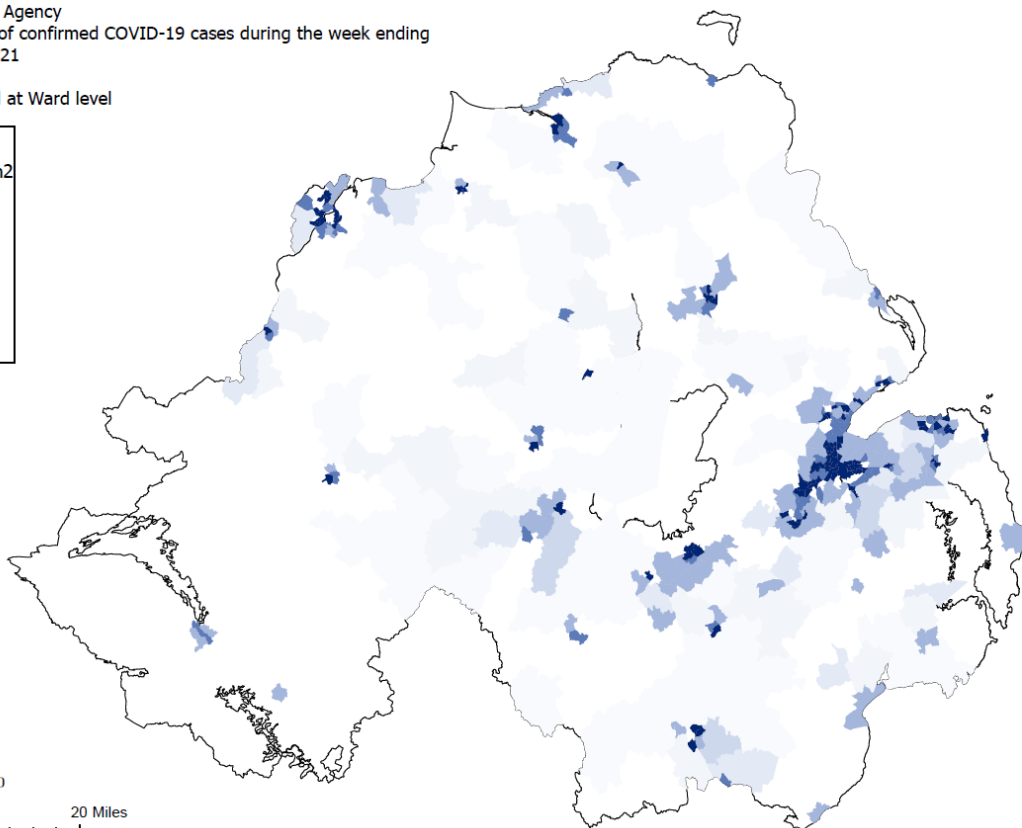 Agency
of confirmed COVID-19 cases during the week ending
21
at Ward level
20 Miles